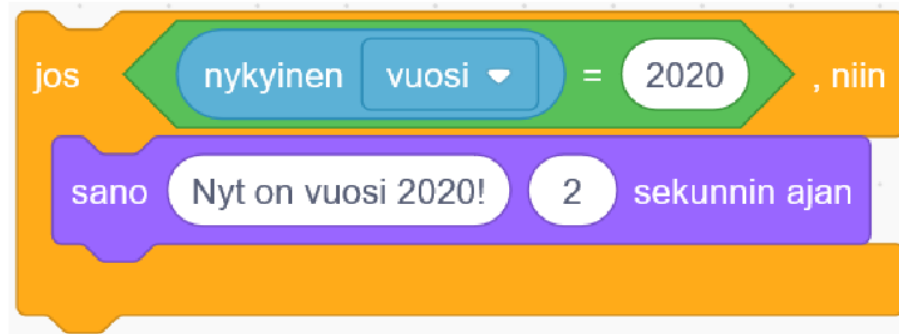 jos nykyinen vuosi = 2020 , niin
sano Nyt on vuosi 2020! 2 sekunnin ajan